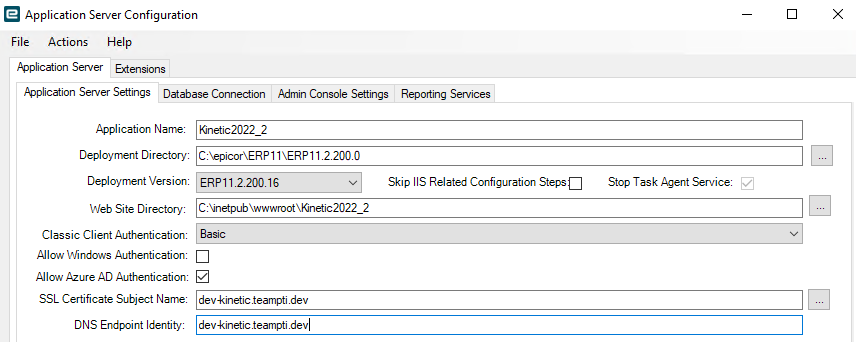 Application Server Configuration
File Actions Help
Application Server Extensions
Application Server Settings Database Connection Admin Console Settings Reporting Services
Application Name: Kinetic2022_2
Deployment Directory: C:\epicor\ERP11\ERP11.2.200.0 ...
Deployment Version: ERP11.2.200.16 Skip IIS Related Configuration Steps: Stop Task Agent Service:
Web Site Directory: C:\inetpub\wwwroot\Kinetic2022_2 ...
Classic Client Authentication: Basic
Allow Windows Authentication:
Allow Azure AD Authentication:
SSL Certificate Subject Name: dev-kinetic.teampti.dev ...
DNS Endpoint Identity: dev-kinetic.teampti.dev